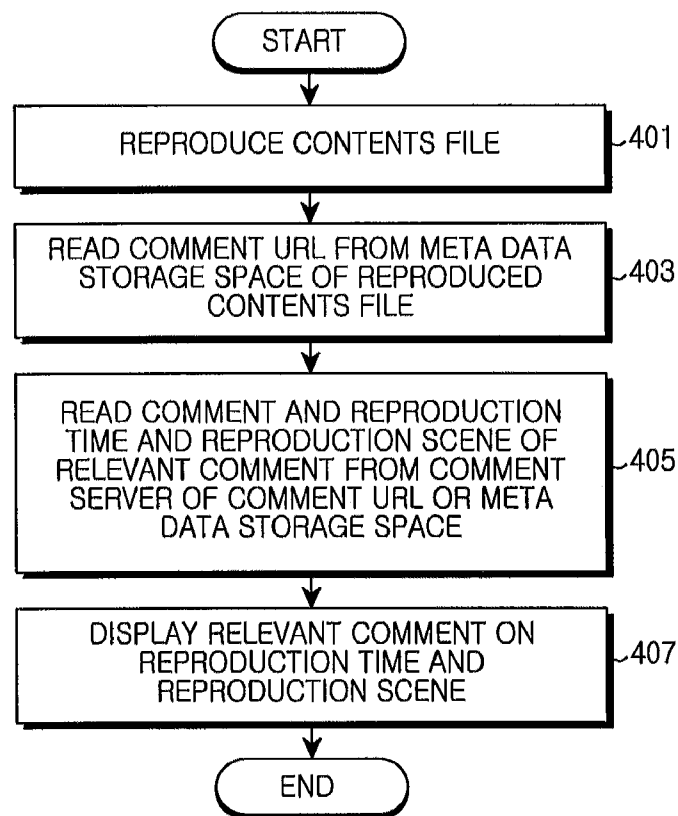 START
REPRODUCE CONTENTS FILE
401
READ COMMENT URL FROM META DATA
STORAGE SPACE OF REPRODUCED
CONTENTS FILE
403
READ COMMENT AND REPRODUCTION
TIME AND REPRODUCTION SCENE OF
RELEVANT COMMENT FROM COMMENT
SERVER OF COMMENT URL OR META
DATA STORAGE SPACE
405
DISPLAY RELEVANT COMMENT ON
REPRODUCTION TIME AND
REPRODUCTION SCENE
407
END